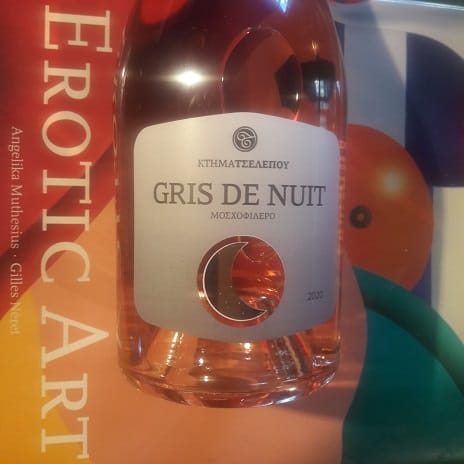 EROTIC ART
Angelika Muthesius · Gilles Néret
ΚΤΗΜΑ ΤΣΕΛΕΠΟΥ
GRIS DE NUIT
ΜΟΣΧΟΦΙΛΕΡΟ
2020